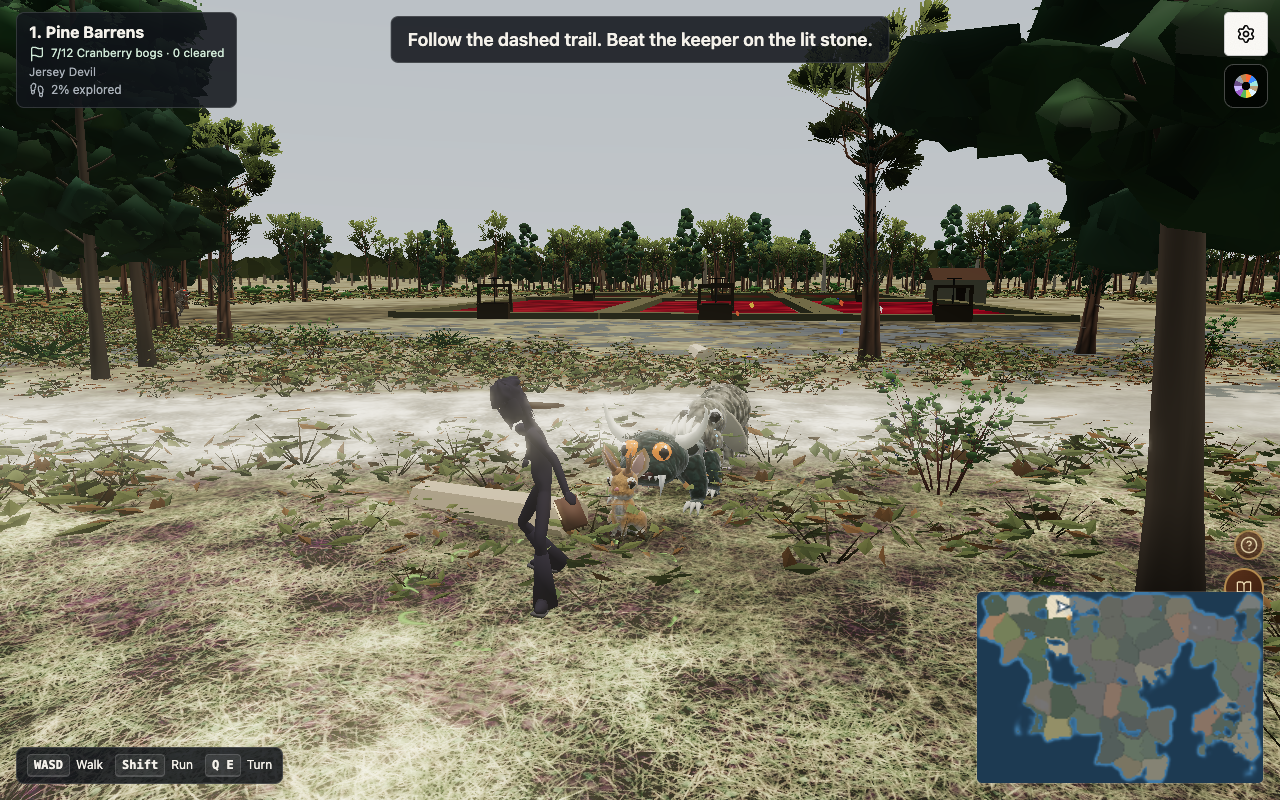 1. Pine Barrens
7/12 Cranberry bogs · 0 cleared
Jersey Devil
2% explored
Follow the dashed trail. Beat the keeper on the lit stone.
WASD Walk Shift Run Q E Turn